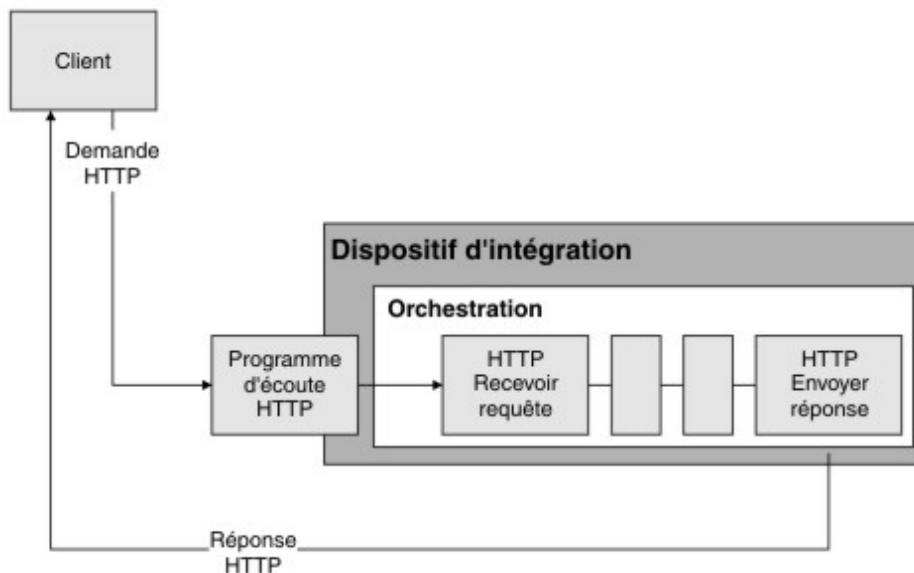 Client
Demande
HTTP
Dispositif d'intégration
Orchestration
Programme
d'écoute
HTTP
HTTP
Recevoir
requête
HTTP
Envoyer
réponse
Réponse
HTTP